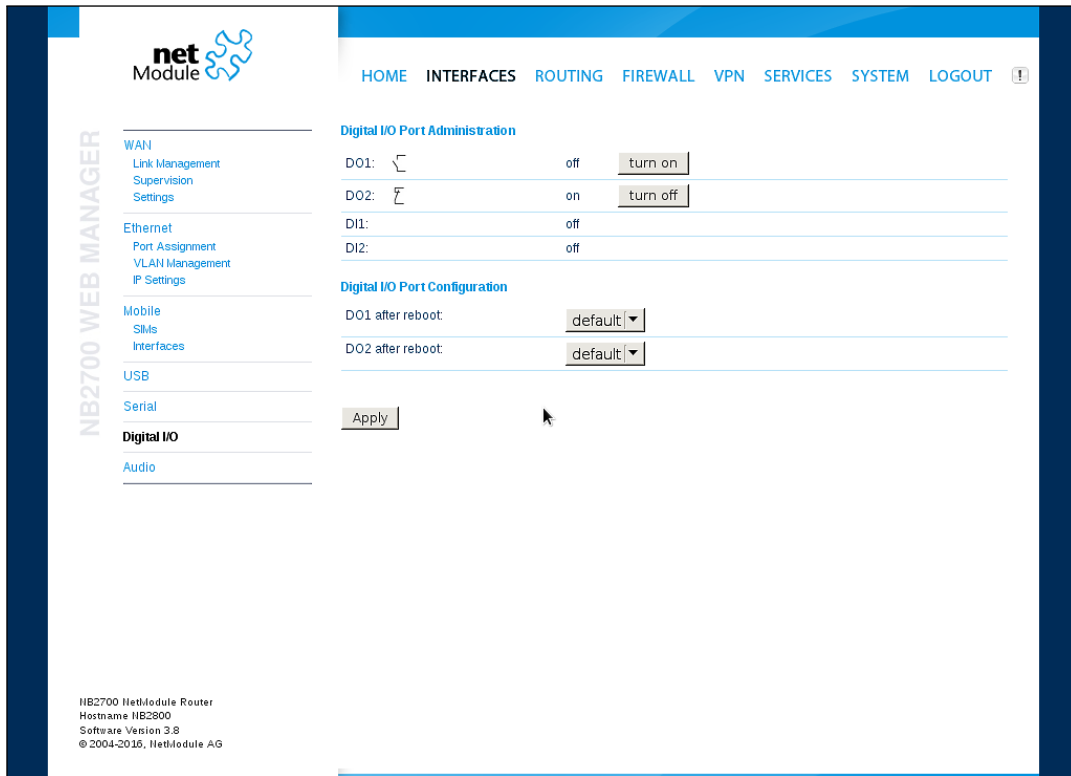 net
Module
HOME INTERFACES ROUTING FIREWALL VPN SERVICES SYSTEM LOGOUT !
NB2700 WEB MANAGER
WAN
Link Management
Supervision
Settings
Ethernet
Port Assignment
VLAN Management
IP Settings
Mobile
SIMs
Interfaces
USB
Serial
Digital I/O
Audio
Digital I/O Port Administration
DO1: off turn on
DO2: on turn off
DI1: off
DI2: off
Digital I/O Port Configuration
DO1 after reboot: default
DO2 after reboot: default
Apply
NB2700 NetModule Router
Hostname NB2800
Software Version 3.8
© 2004-2016, NetModule AG